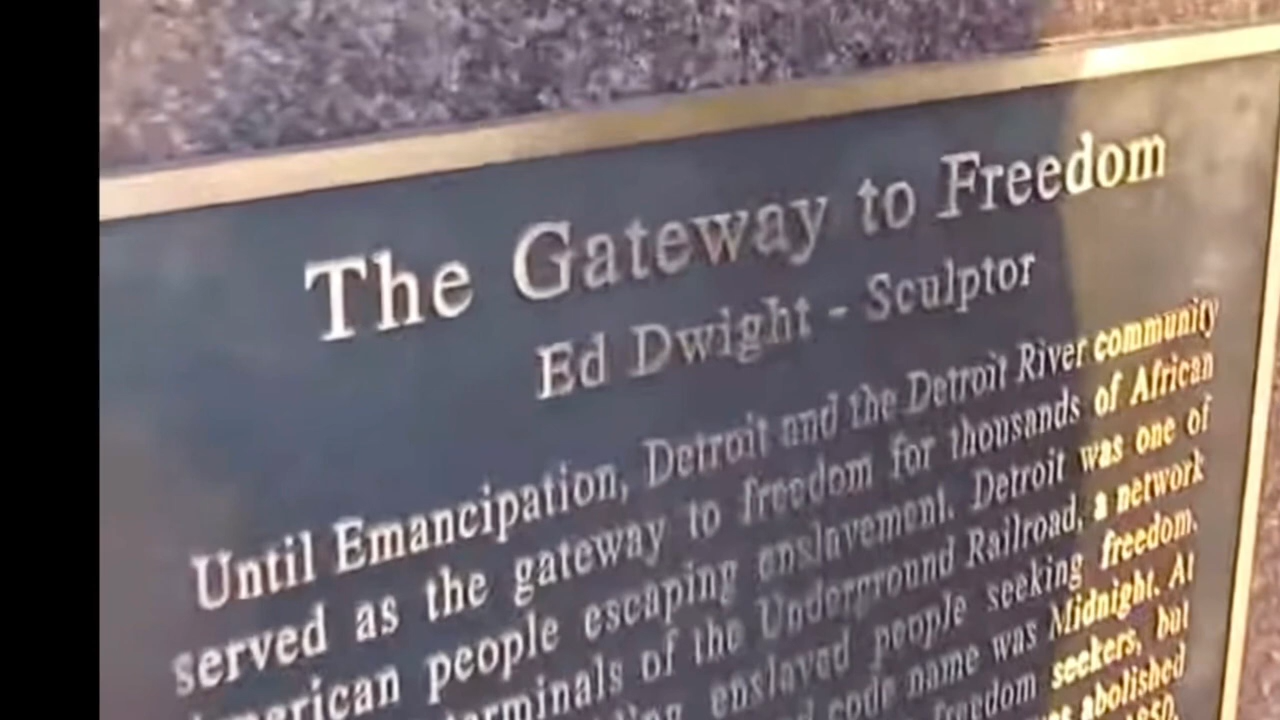 The Gateway to Freedom
Ed Dwight - Sculptor
Until Emancipation, Detroit and the Detroit River community
served as the gateway to freedom for thousands of African
American people escaping enslavement. Detroit was one of
terminals of the Underground Railroad, a network
enslaved people seeking freedom.
code name was Midnight. At
freedom seekers, but
abolished